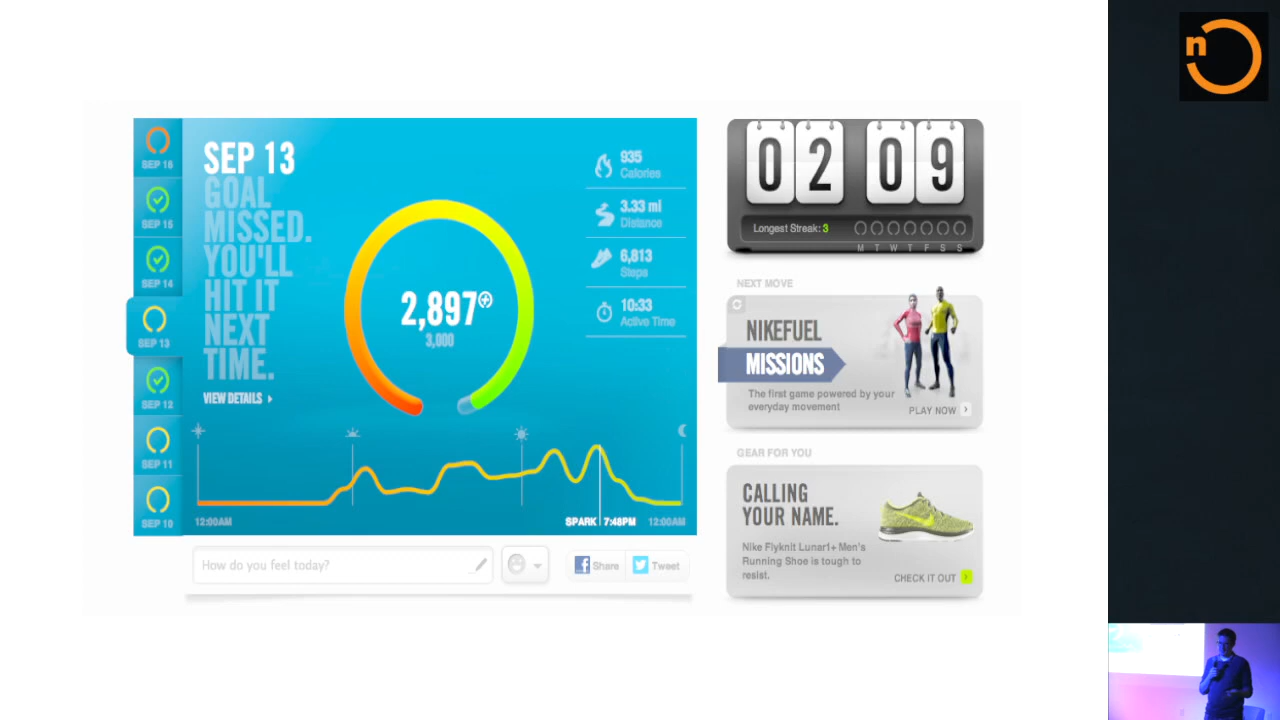 n
SEP 16
SEP 15
SEP 14
SEP 13
SEP 12
SEP 11
SEP 10
SEP 13
GOAL
MISSED.
YOU'LL
HIT IT
NEXT
TIME.
VIEW DETAILS
2,897
3,000
935
Calories
3.33 mi
Distance
6,813
Steps
10:33
Active Time
12:00AM
SPARK 7:48PM 12:00AM
How do you feel today?
Share
Tweet
02 09
Longest Streak: 3
M T W T F S S
NEXT MOVE
NIKEFUEL
MISSIONS
The first game powered by your
everyday movement
PLAY NOW
GEAR FOR YOU
CALLING
YOUR NAME.
Nike Flyknit Lunar1+ Men's
Running Shoe is tough to
resist.
CHECK IT OUT